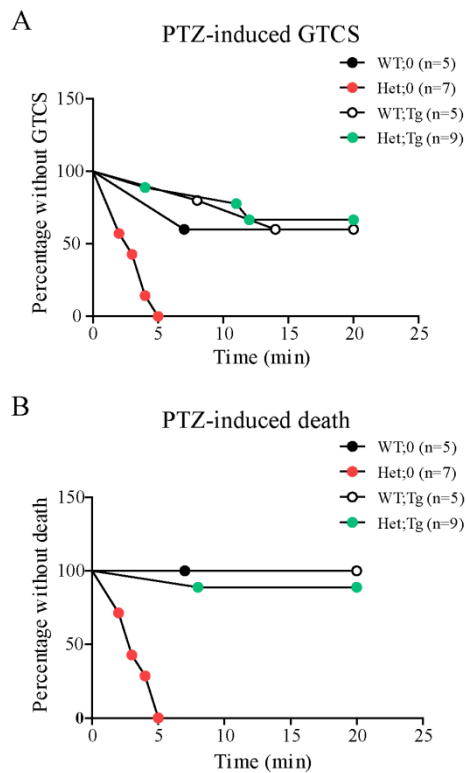 A
PTZ-induced GTCS
WT;0 (n=5)
Het;0 (n=7)
WT;Tg (n=5)
Het;Tg (n=9)
Percentage without GTCS
150
100
50
0
0 5 10 15 20 25
Time (min)
B
PTZ-induced death
WT;0 (n=5)
Het;0 (n=7)
WT;Tg (n=5)
Het;Tg (n=9)
Percentage without death
150
100
50
0
0 5 10 15 20 25
Time (min)